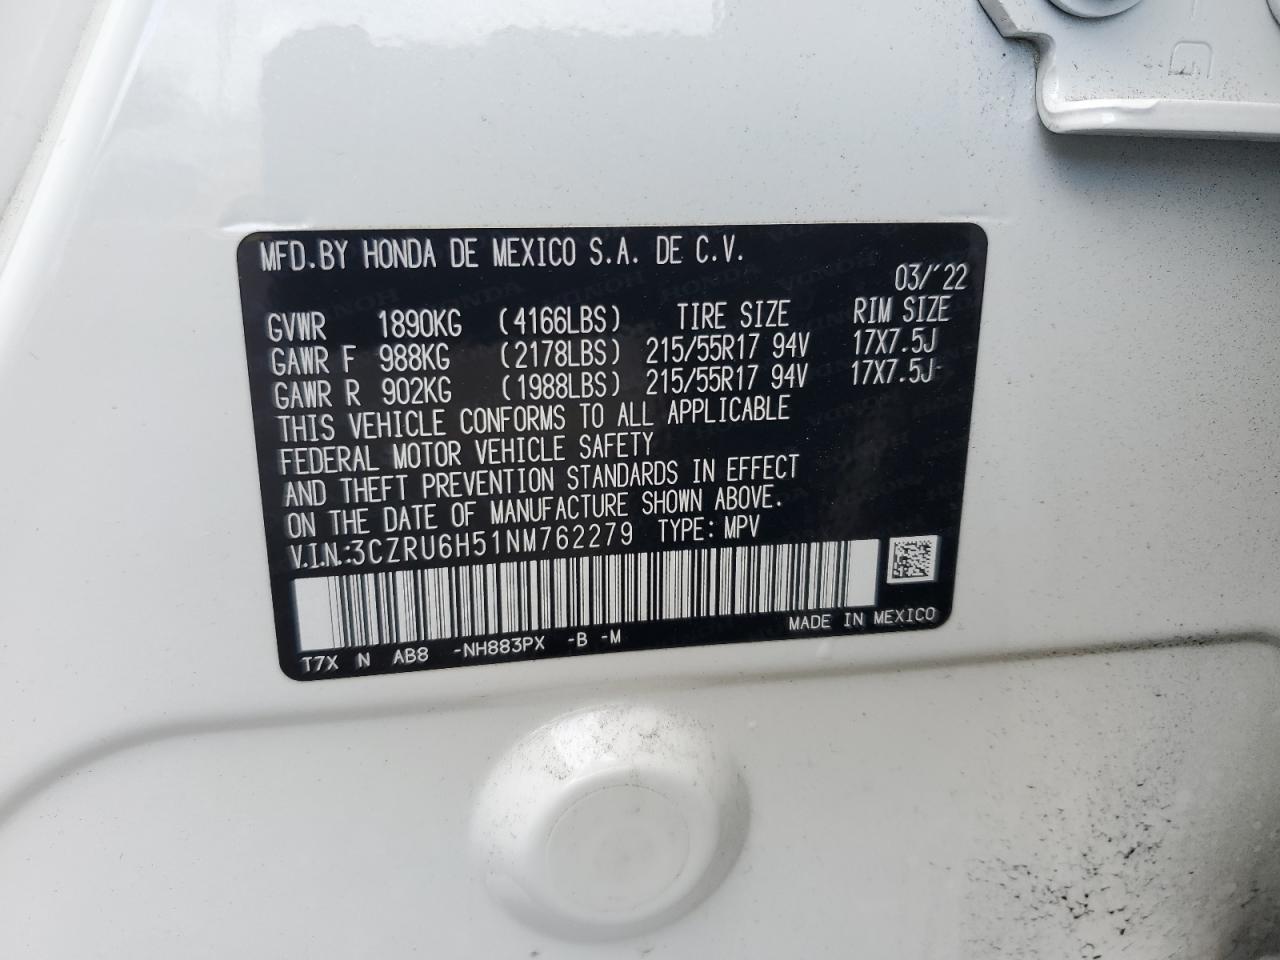 MFD.BY HONDA DE MEXICO S.A. DE C.V.
03/'22
GVWR 1890KG (4166LBS) TIRE SIZE RIM SIZE
GAWR F 988KG (2178LBS) 215/55R17 94V 17X7.5J
GAWR R 902KG (1988LBS) 215/55R17 94V 17X7.5J
THIS VEHICLE CONFORMS TO ALL APPLICABLE
FEDERAL MOTOR VEHICLE SAFETY
AND THEFT PREVENTION STANDARDS IN EFFECT
ON THE DATE OF MANUFACTURE SHOWN ABOVE.
V.I.N.:3CZRU6H51NM762279 TYPE: MPV
MADE IN MEXICO
T7X N AB8 -NH883PX -B -M